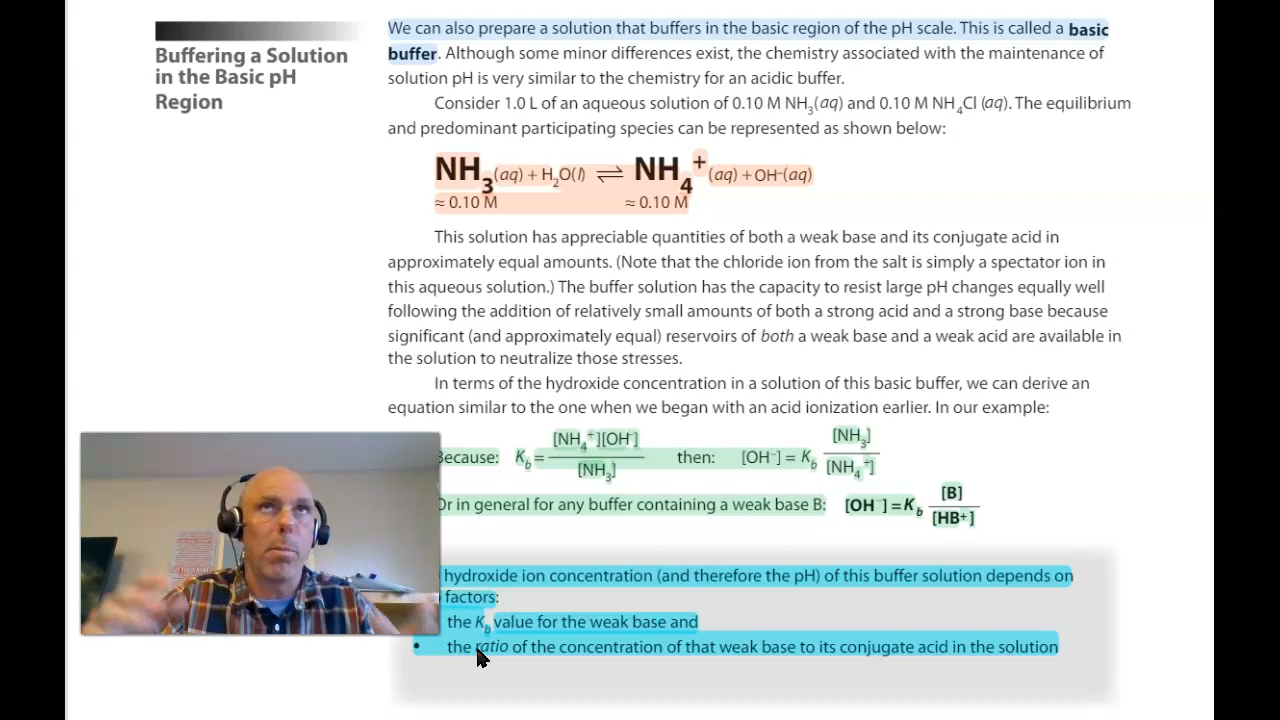 Buffering a Solution
in the Basic pH
Region
We can also prepare a solution that buffers in the basic region of the pH scale. This is called a basic
buffer. Although some minor differences exist, the chemistry associated with the maintenance of
solution pH is very similar to the chemistry for an acidic buffer.
Consider 1.0 L of an aqueous solution of 0.10 M NH₃(aq) and 0.10 M NH₄Cl (aq). The equilibrium
and predominant participating species can be represented as shown below:
NH₃(aq) + H₂O(l) ⇌ NH₄⁺(aq) + OH⁻(aq)
≈ 0.10 M ≈ 0.10 M
This solution has appreciable quantities of both a weak base and its conjugate acid in
approximately equal amounts. (Note that the chloride ion from the salt is simply a spectator ion in
this aqueous solution.) The buffer solution has the capacity to resist large pH changes equally well
following the addition of relatively small amounts of both a strong acid and a strong base because
significant (and approximately equal) reservoirs of both a weak base and a weak acid are available in
the solution to neutralize those stresses.
In terms of the hydroxide concentration in a solution of this basic buffer, we can derive an
equation similar to the one when we began with an acid ionization earlier. In our example:
Because: K_b = [NH₄⁺][OH⁻] / [NH₃] then: [OH⁻] = K_b [NH₃] / [NH₄⁺]
Or in general for any buffer containing a weak base B: [OH⁻] = K_b [B] / [HB⁺]
hydroxide ion concentration (and therefore the pH) of this buffer solution depends on
factors:
the K_b value for the weak base and
• the ratio of the concentration of that weak base to its conjugate acid in the solution